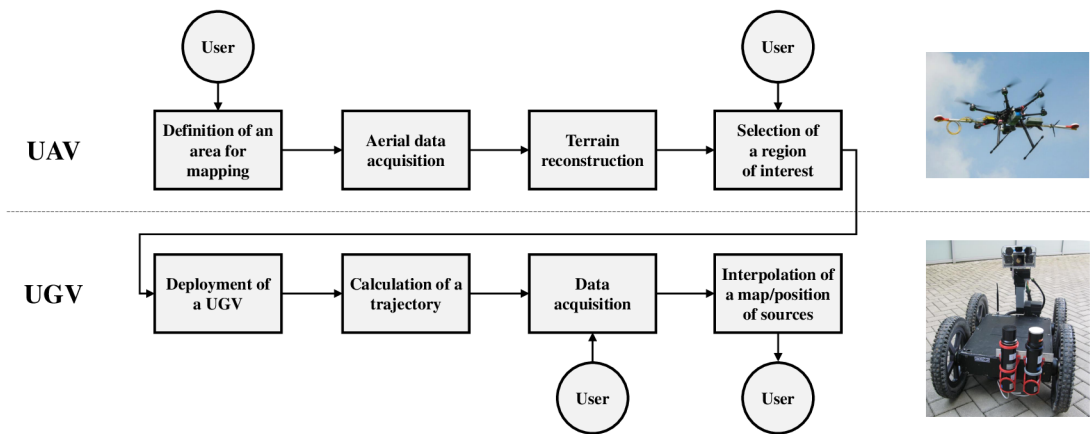 User
User
UAV
Definition of an
area for
mapping
Aerial data
acquisition
Terrain
reconstruction
Selection of
a region
of interest
UGV
Deployment of
a UGV
Calculation of a
trajectory
Data
acquisition
Interpolation of
a map/position
of sources
User
User